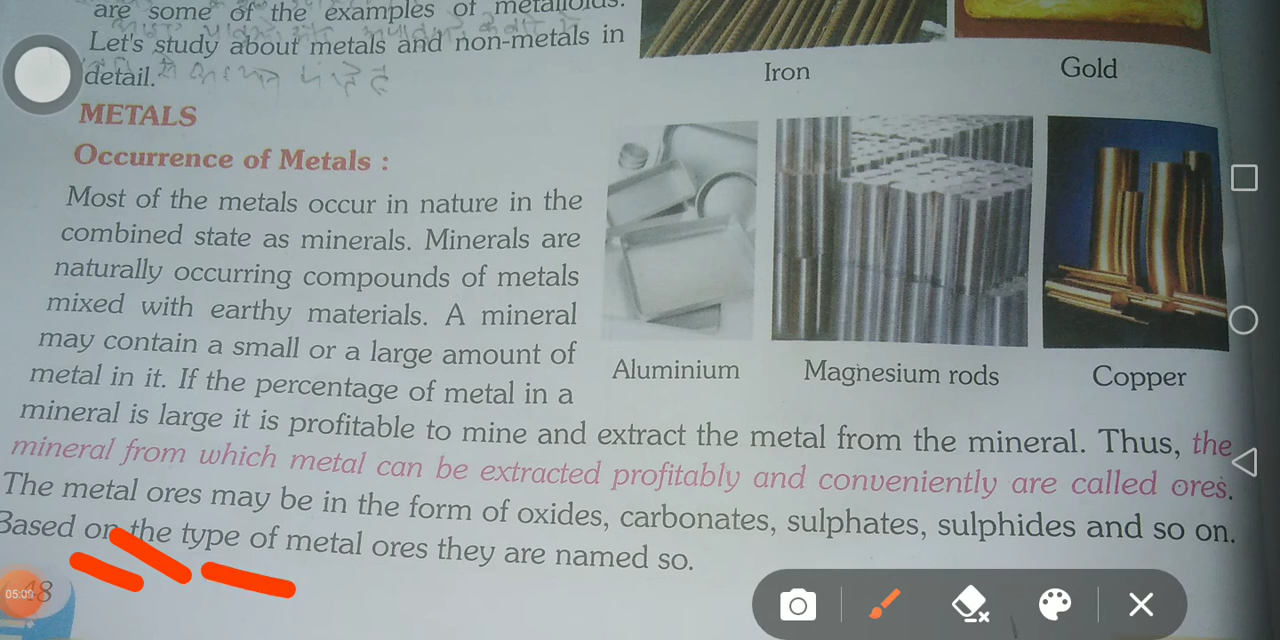 are some of the examples of metalloids.
Let's study about metals and non-metals in
detail.
Iron
Gold
METALS
Occurrence of Metals :
Most of the metals occur in nature in the
combined state as minerals. Minerals are
naturally occurring compounds of metals
mixed with earthy materials. A mineral
may contain a small or a large amount of
metal in it. If the percentage of metal in a
Aluminium
Magnesium rods
Copper
mineral is large it is profitable to mine and extract the metal from the mineral. Thus, the
mineral from which metal can be extracted profitably and conveniently are called ores.
The metal ores may be in the form of oxides, carbonates, sulphates, sulphides and so on.
Based on the type of metal ores they are named so.
48